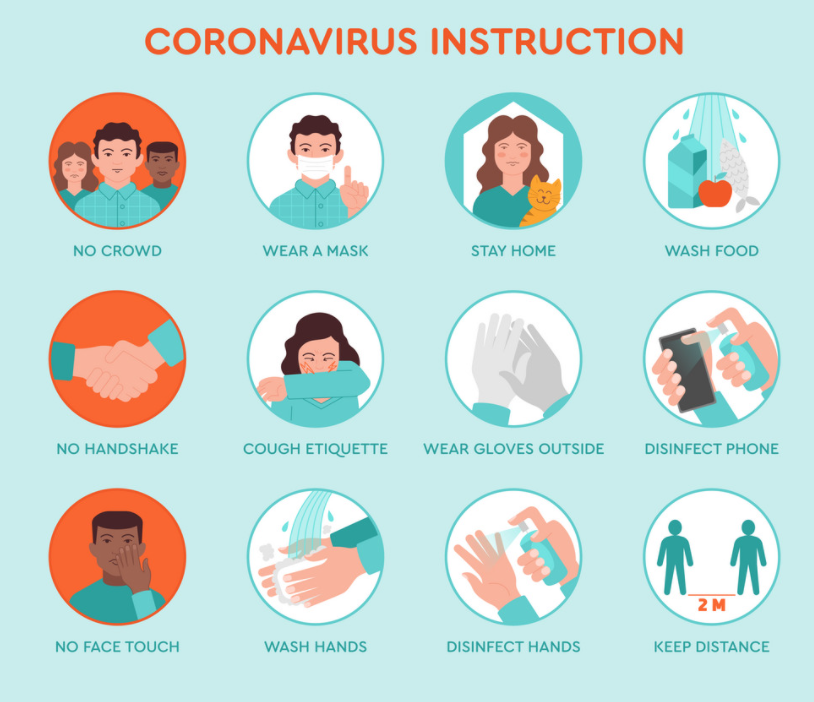 CORONAVIRUS INSTRUCTION
NO CROWD
WEAR A MASK
STAY HOME
WASH FOOD
NO HANDSHAKE
COUGH ETIQUETTE
WEAR GLOVES OUTSIDE
DISINFECT PHONE
2 M
NO FACE TOUCH
WASH HANDS
DISINFECT HANDS
KEEP DISTANCE